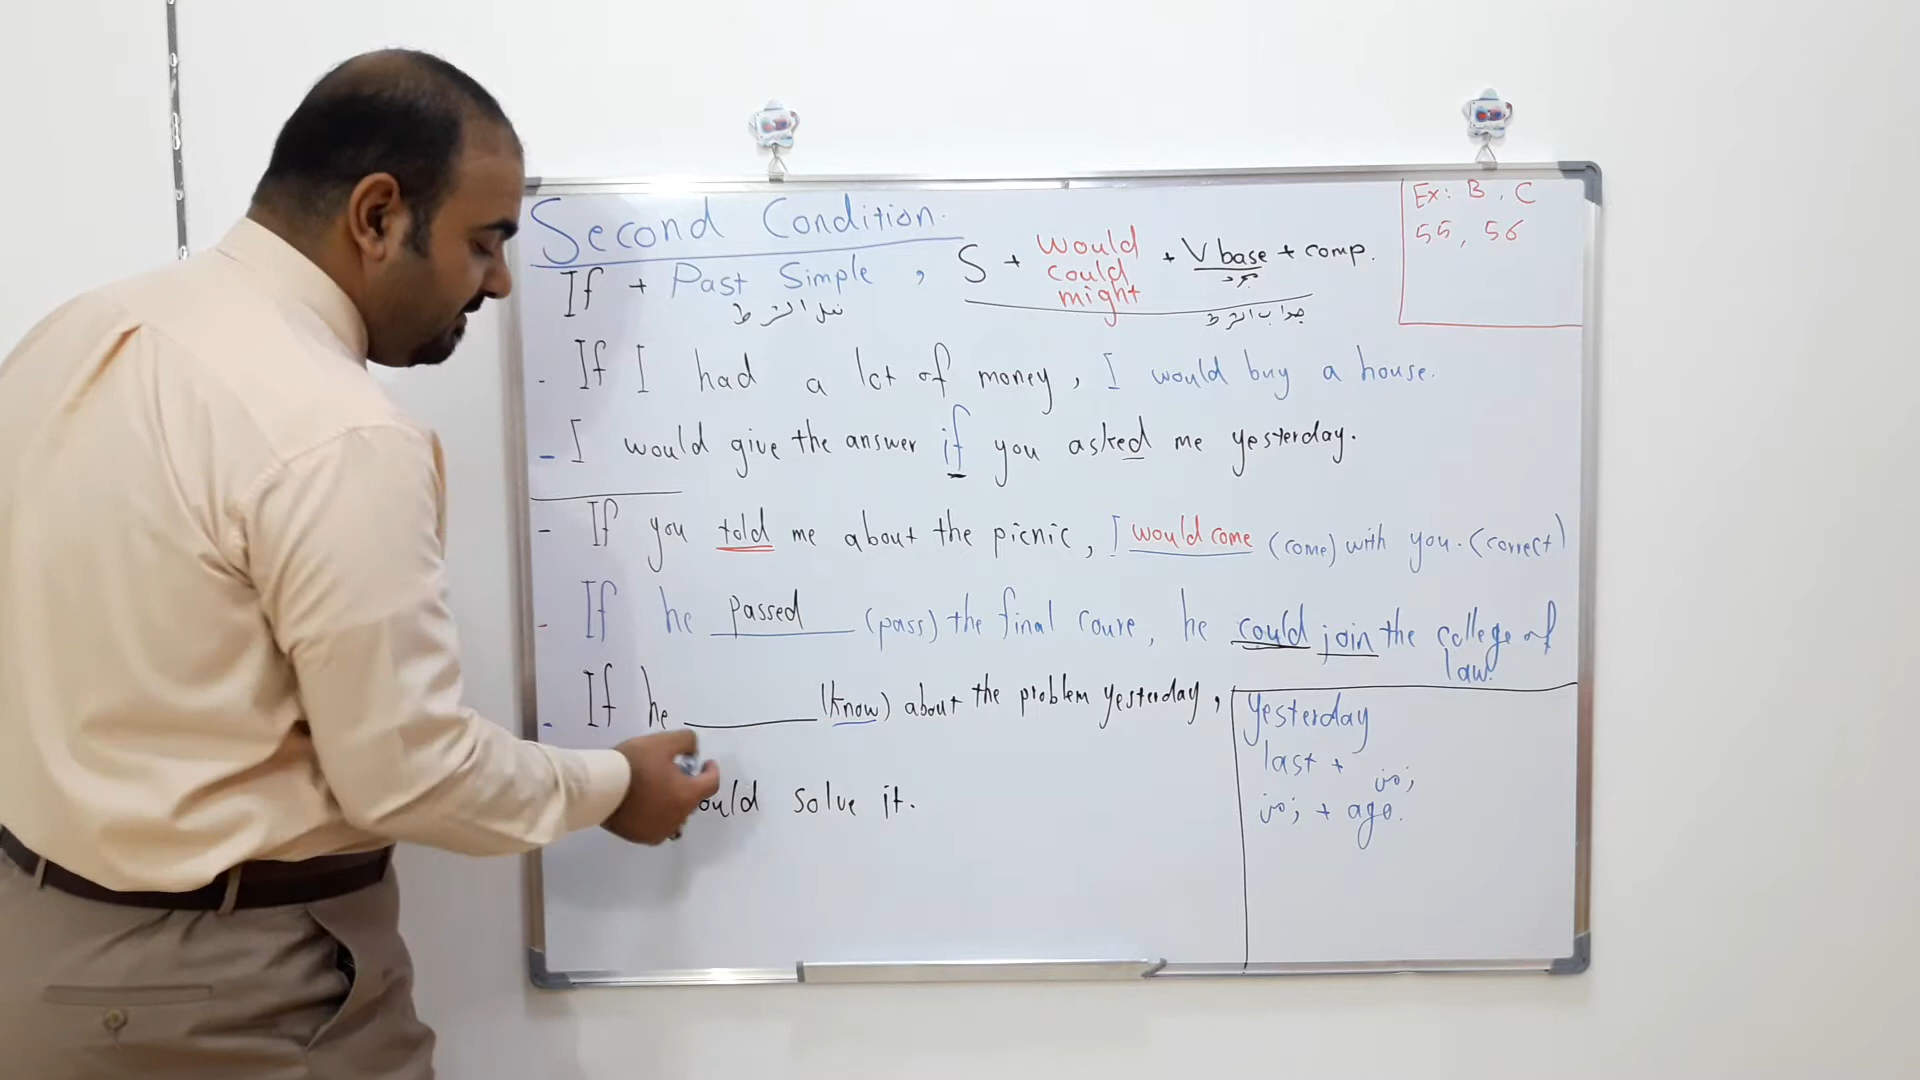 Second Condition.
Ex: B, C
55, 56
If + Past Simple , S + would + V base + comp.
could
might
مجرد
فعل الشرط
جواب الشرط
- If I had a lot of money, I would buy a house.
- I would give the answer if you asked me yesterday.
- If you told me about the picnic, I would come (come) with you. (correct)
- If he passed (pass) the final coure, he could join the college of
law.
- If he ______ (know) about the problem yesterday,
ould solve it.
yesterday
last + زمن
زمن + ago.